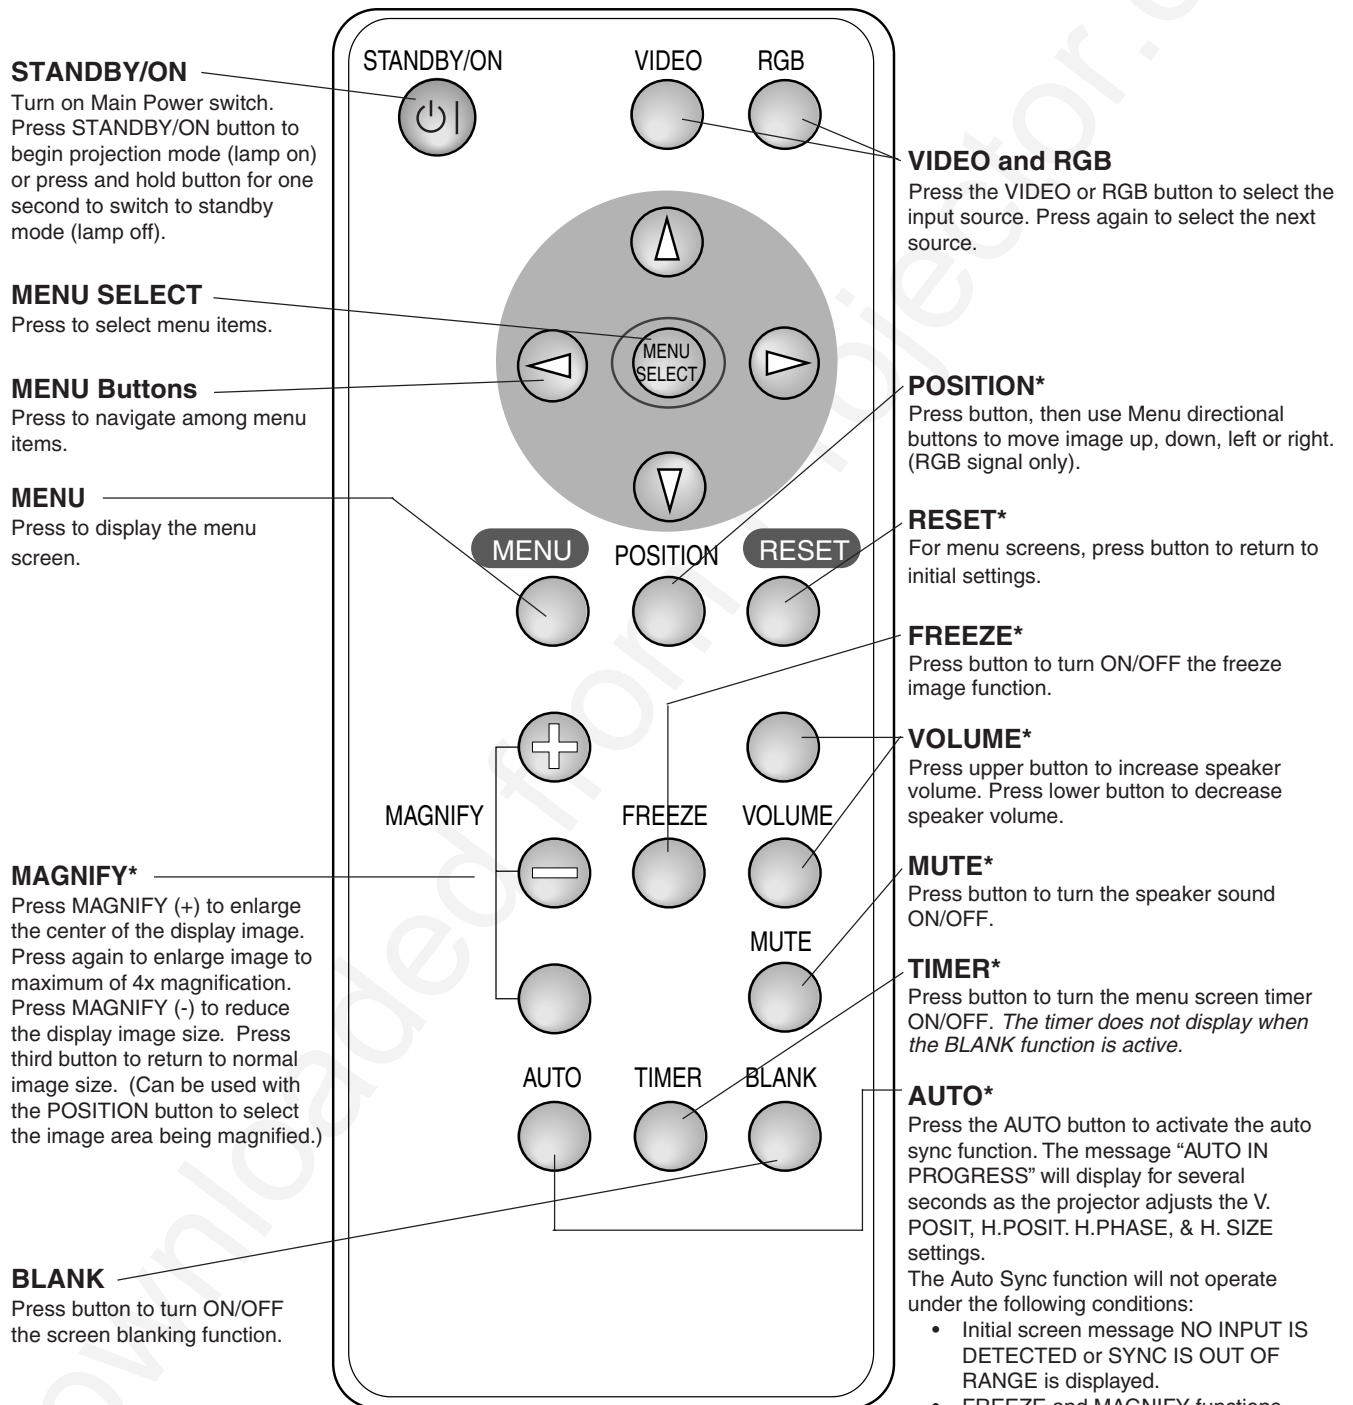 STANDBY/ON
Turn on Main Power switch.
Press STANDBY/ON button to
begin projection mode (lamp on)
or press and hold button for one
second to switch to standby
mode (lamp off).
MENU SELECT
Press to select menu items.
MENU Buttons
Press to navigate among menu
items.
MENU
Press to display the menu
screen.
MAGNIFY*
Press MAGNIFY (+) to enlarge
the center of the display image.
Press again to enlarge image to
maximum of 4x magnification.
Press MAGNIFY (-) to reduce
the display image size.  Press
third button to return to normal
image size.  (Can be used with
the POSITION button to select
the image area being magnified.)
BLANK
Press button to turn ON/OFF
the screen blanking function.
STANDBY/ON
VIDEO
RGB
MENU
SELECT
MENU
POSITION
RESET
MAGNIFY
FREEZE
VOLUME
MUTE
AUTO
TIMER
BLANK
VIDEO and RGB
Press the VIDEO or RGB button to select the
input source. Press again to select the next
source.
POSITION*
Press button, then use Menu directional
buttons to move image up, down, left or right.
(RGB signal only).
RESET*
For menu screens, press button to return to
initial settings.
FREEZE*
Press button to turn ON/OFF the freeze
image function.
VOLUME*
Press upper button to increase speaker
volume. Press lower button to decrease
speaker volume.
MUTE*
Press button to turn the speaker sound
ON/OFF.
TIMER*
Press button to turn the menu screen timer
ON/OFF. The timer does not display when
the BLANK function is active.
AUTO*
Press the AUTO button to activate the auto
sync function. The message “AUTO IN
PROGRESS” will display for several
seconds as the projector adjusts the V.
POSIT, H.POSIT. H.PHASE, & H. SIZE
settings.
The Auto Sync function will not operate
under the following conditions:
• Initial screen message NO INPUT IS
DETECTED or SYNC IS OUT OF
RANGE is displayed.
• FREEZE and MAGNIFY functions